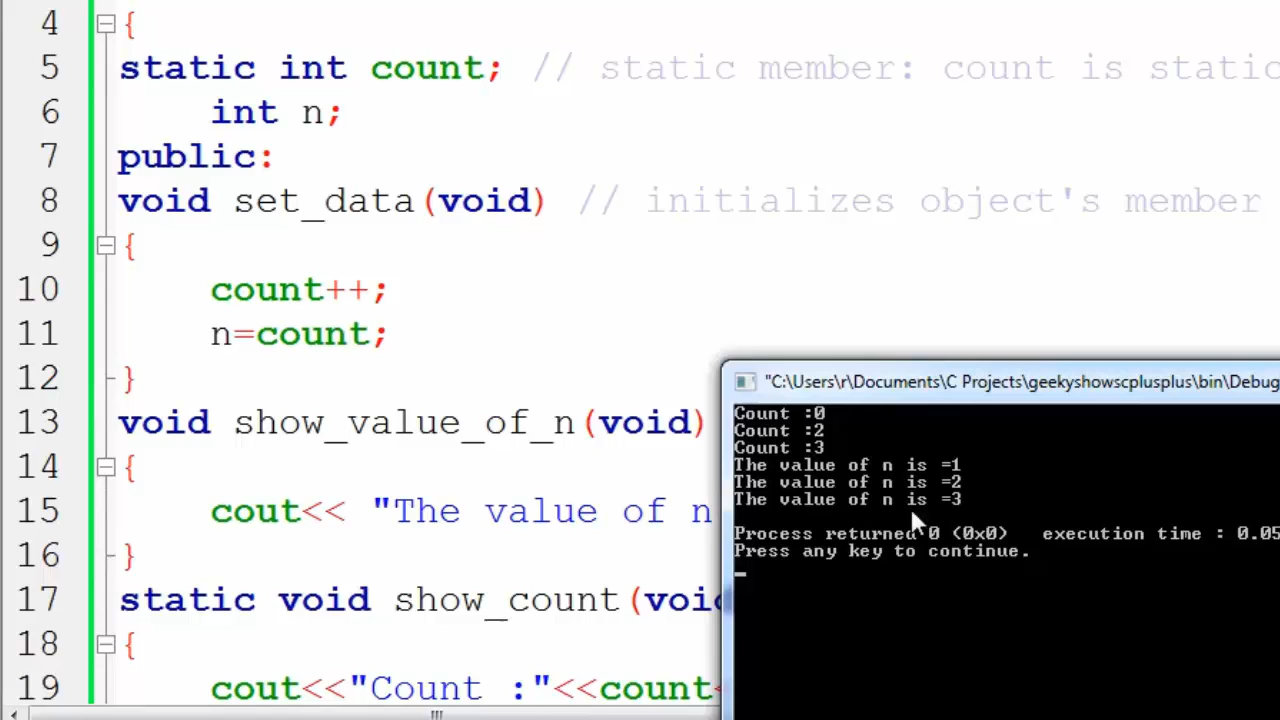 4 {
5 static int count; // static member: count is static
6 int n;
7 public:
8 void set_data(void) // initializes object's member
9 {
10 count++;
11 n=count;
12 }
13 void show_value_of_n(void)
14 {
15 cout<< "The value of n
16 }
17 static void show_count(void
18 {
19 cout<<"Count :"<<count<
"C:\Users\r\Documents\C Projects\geekyshowscplusplus\bin\Debug
Count :0
Count :2
Count :3
The value of n is =1
The value of n is =2
The value of n is =3
Process returned 0 (0x0) execution time : 0.05
Press any key to continue.